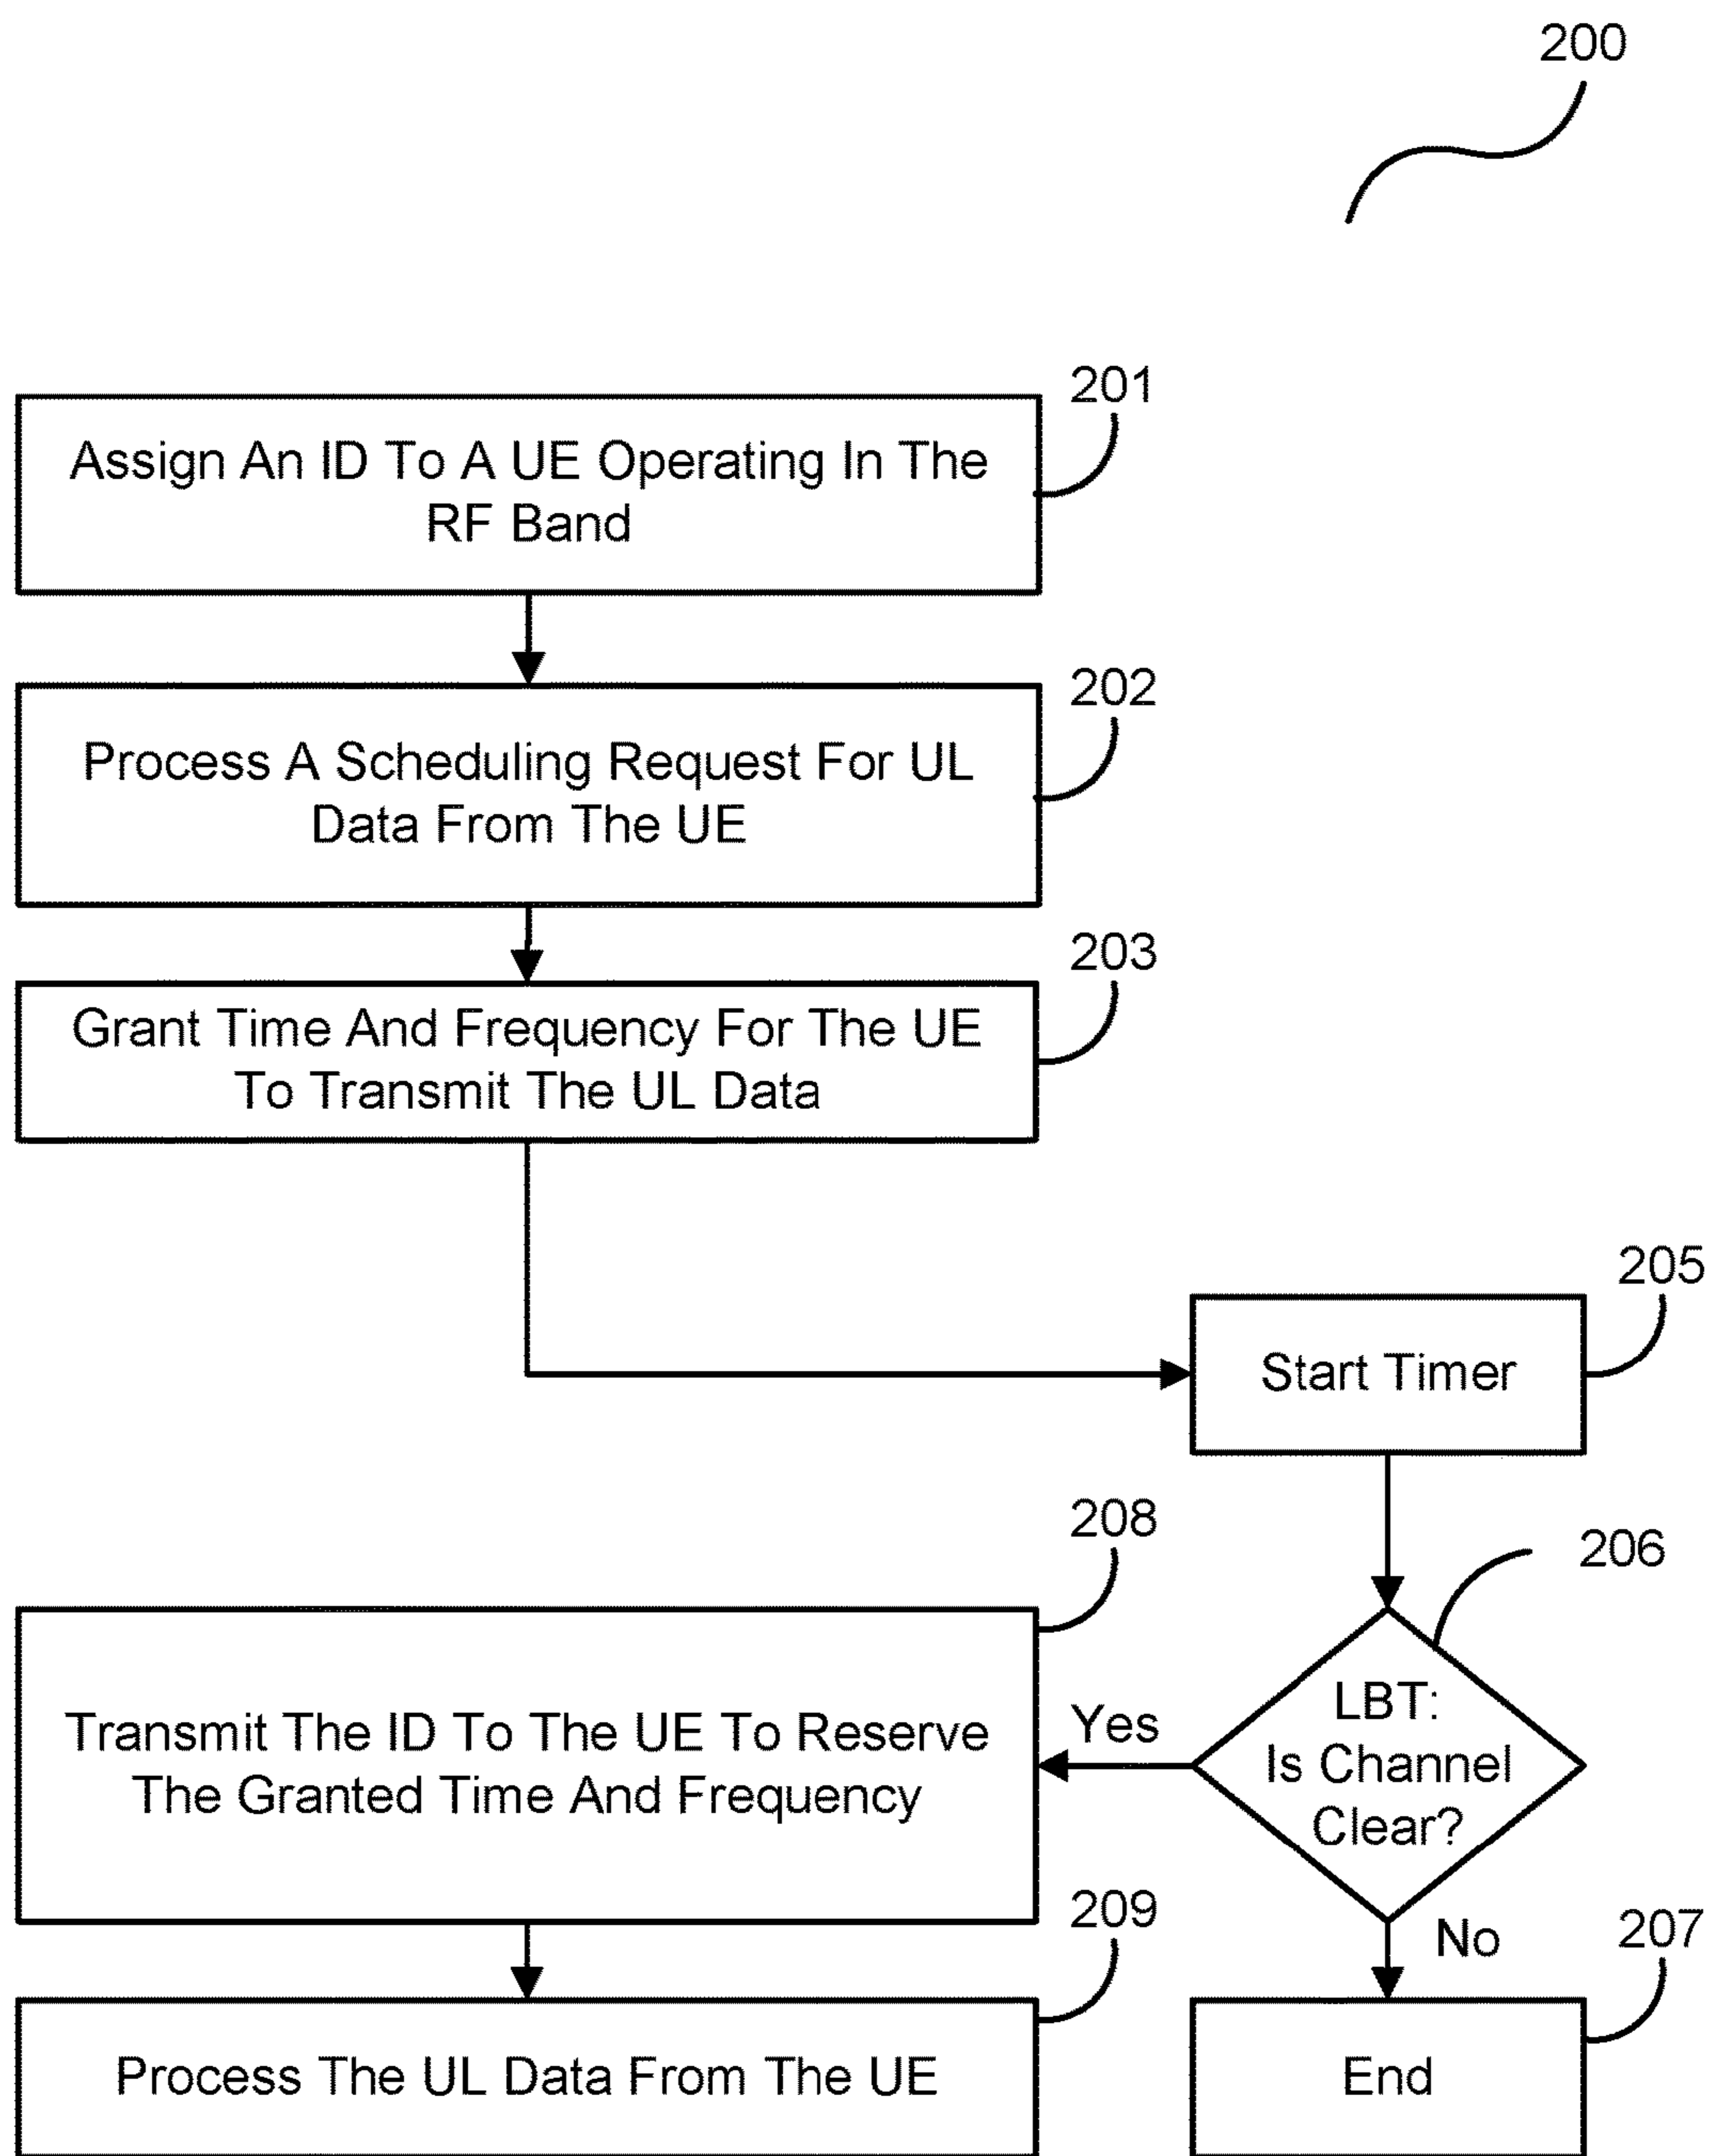 200
201
Assign An ID To A UE Operating In The
RF Band
202
Process A Scheduling Request For UL
Data From The UE
203
Grant Time And Frequency For The UE
To Transmit The UL Data
205
Start Timer
208
206
Transmit The ID To The UE To Reserve
The Granted Time And Frequency
Yes
LBT:
Is Channel
Clear?
209
No
207
Process The UL Data From The UE
End